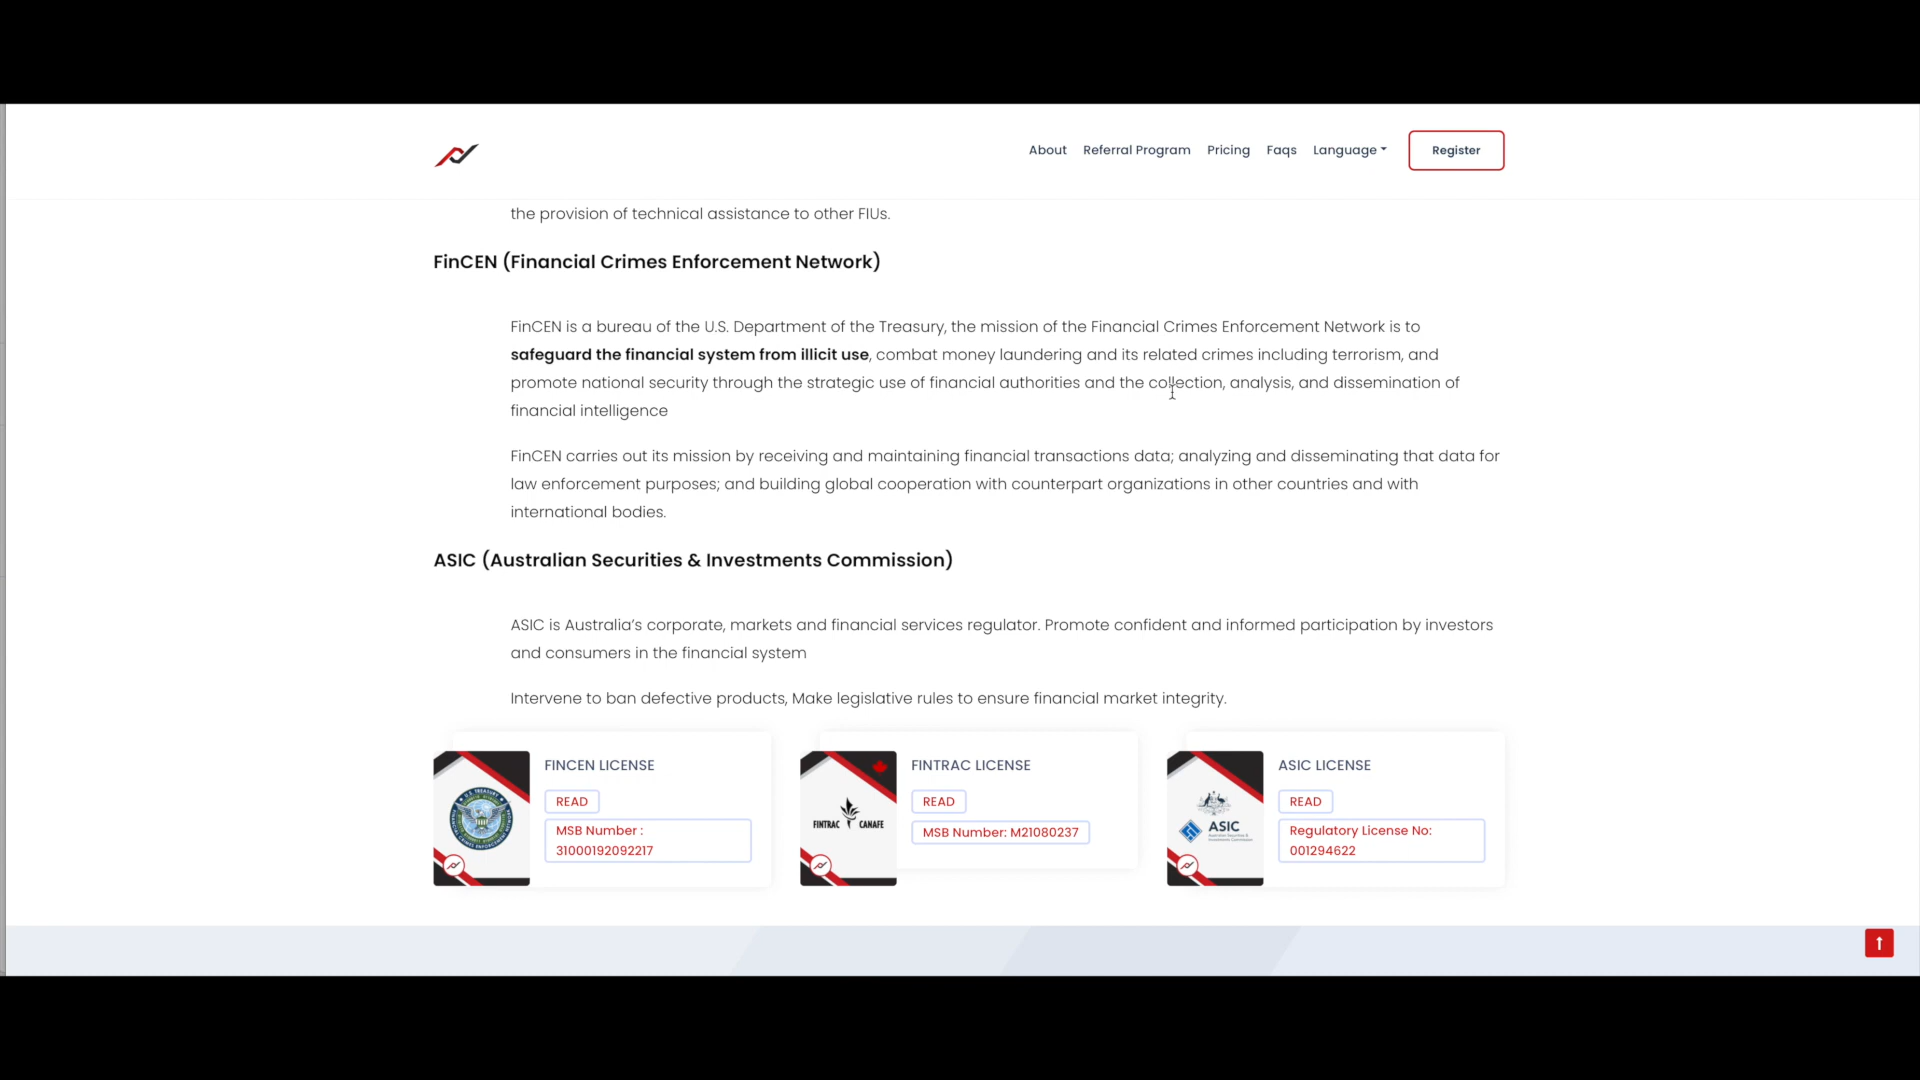 About Referral Program Pricing Faqs Language Register
the provision of technical assistance to other FIUs.
FinCEN (Financial Crimes Enforcement Network)
FinCEN is a bureau of the U.S. Department of the Treasury, the mission of the Financial Crimes Enforcement Network is to
safeguard the financial system from illicit use, combat money laundering and its related crimes including terrorism, and
promote national security through the strategic use of financial authorities and the collection, analysis, and dissemination of
financial intelligence
FinCEN carries out its mission by receiving and maintaining financial transactions data; analyzing and disseminating that data for
law enforcement purposes; and building global cooperation with counterpart organizations in other countries and with
international bodies.
ASIC (Australian Securities & Investments Commission)
ASIC is Australia’s corporate, markets and financial services regulator. Promote confident and informed participation by investors
and consumers in the financial system
Intervene to ban defective products, Make legislative rules to ensure financial market integrity.
FINCEN LICENSE
READ
MSB Number :
31000192092217
FINTRAC CANAFE
FINTRAC LICENSE
READ
MSB Number: M21080237
ASIC
ASIC LICENSE
READ
Regulatory License No:
001294622